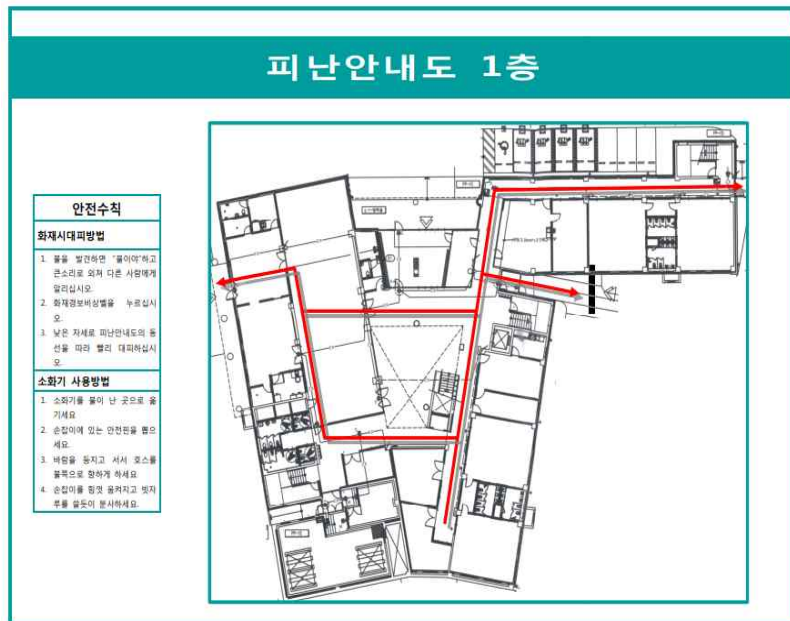 피난안내도 1층
안전수칙
화재시대피방법
1. 불을 발견하면 "불이야"하고
큰소리로 외쳐 다른 사람에게
알리십시오.
2. 화재경보비상벨을 누르십시
오.
3. 낮은 자세로 피난안내도의 동
선을 따라 빨리 대피하십시
오.
소화기 사용방법
1. 소화기를 불이 난 곳으로 옮
기세요
2. 손잡이에 있는 안전핀을 뽑으
세요.
3. 바람을 등지고 서서 호스를
불쪽으로 향하게 하세요
4. 손잡이를 힘껏 움켜지고 빗자
루를 쓸듯이 분사하세요.